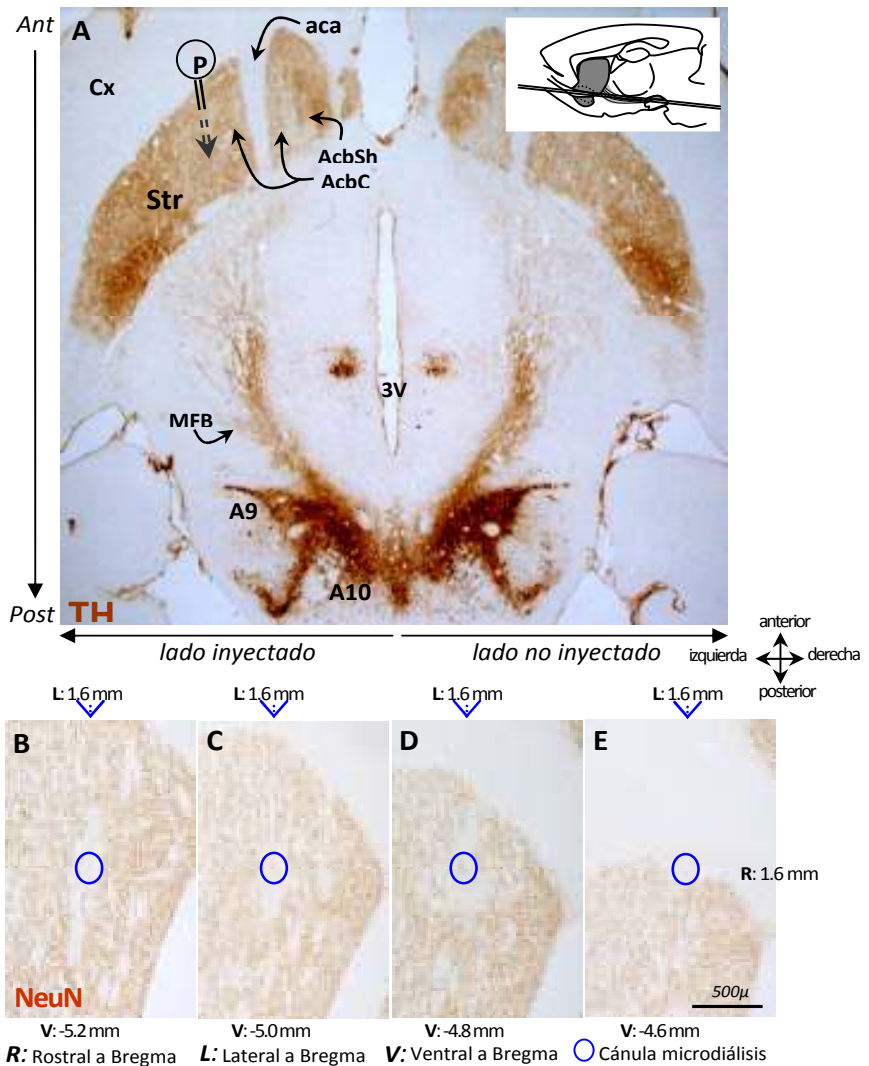 Ant
A
aca
P
Cx
AcbSh
AcbC
Str
3V
MFB
A9
A10
Post
TH
lado inyectado
lado no inyectado
anterior
izquierda
derecha
posterior
L: 1.6 mm
L: 1.6 mm
L: 1.6 mm
L: 1.6 mm
B
C
D
E
R: 1.6 mm
NeuN
500µ
V: -5.2 mm
V: -5.0 mm
V: -4.8 mm
V: -4.6 mm
R: Rostral a Bregma L: Lateral a Bregma V: Ventral a Bregma Cánula microdiálisis